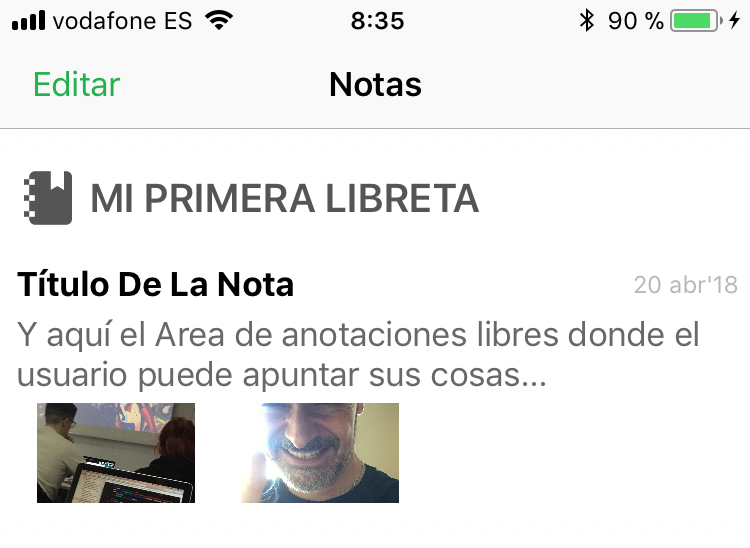 vodafone ES 8:35 90 %
Editar Notas
MI PRIMERA LIBRETA
Título De La Nota 20 abr'18
Y aquí el Area de anotaciones libres donde el
usuario puede apuntar sus cosas...